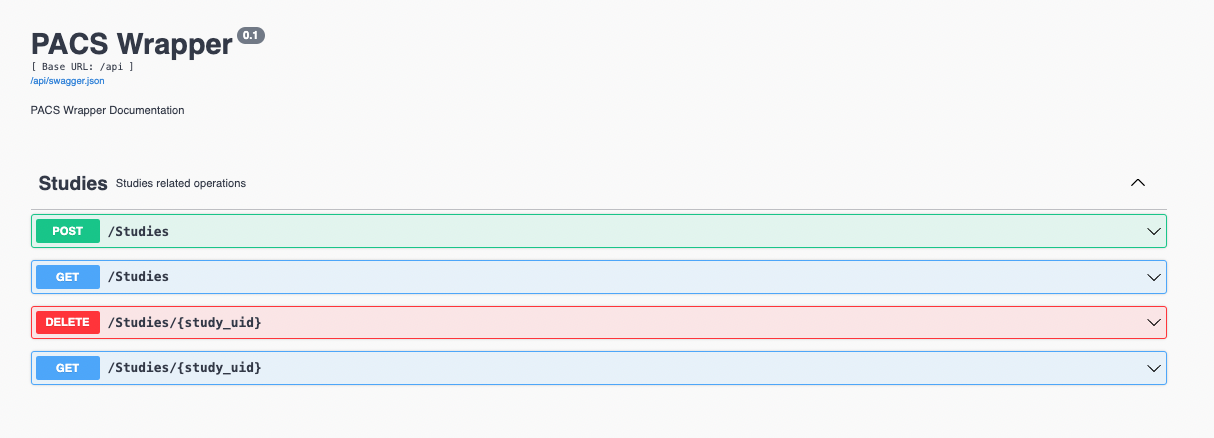 PACS Wrapper 0.1
[ Base URL: /api ]
/api/swagger.json
PACS Wrapper Documentation
Studies Studies related operations
POST /Studies
GET /Studies
DELETE /Studies/{study_uid}
GET /Studies/{study_uid}